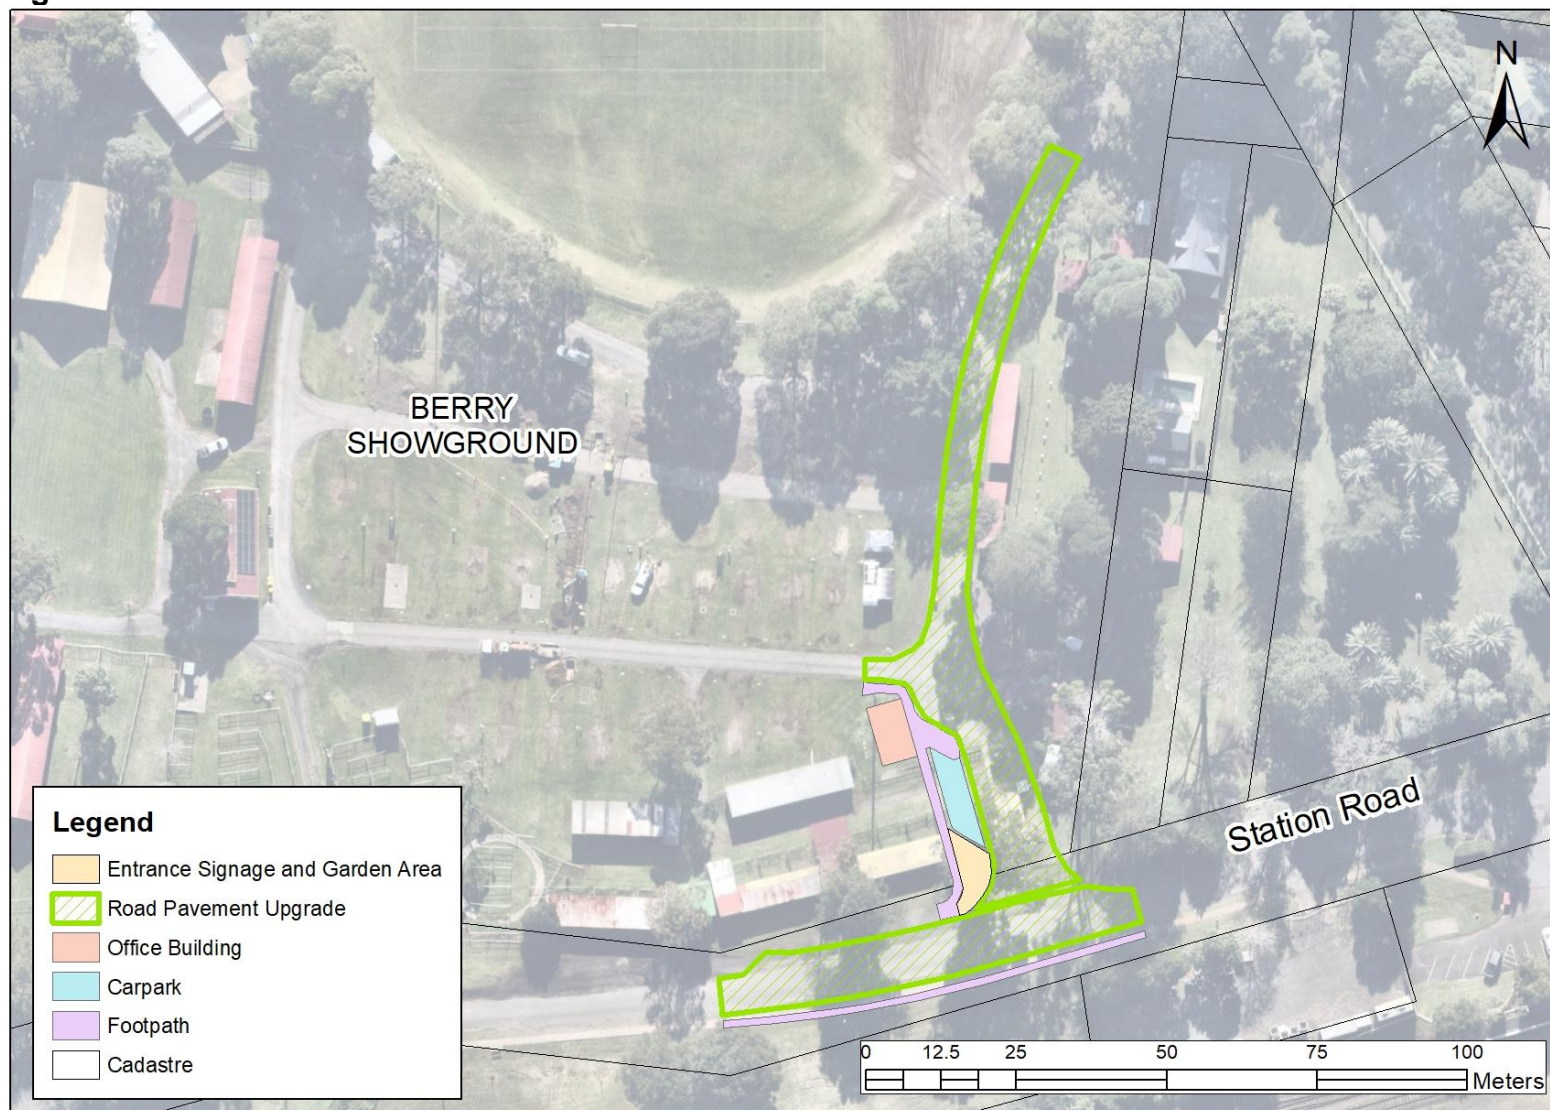 N
BERRY
SHOWGROUND
Station Road
Legend
Entrance Signage and Garden Area
Road Pavement Upgrade
Office Building
Carpark
Footpath
Cadastre
0 12.5 25 50 75 100
Meters